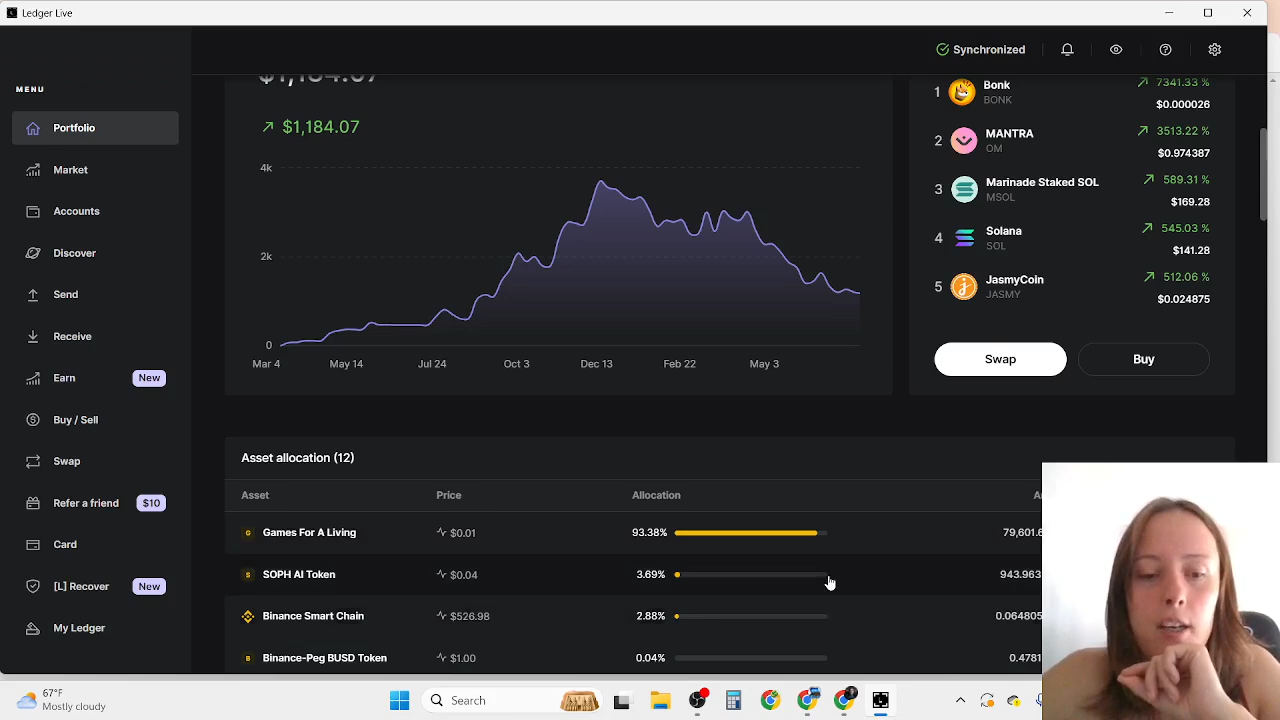 Ledger Live
Synchronized
MENU
Portfolio
Market
Accounts
Discover
Send
Receive
Earn New
Buy / Sell
Swap
Refer a friend $10
Card
[L] Recover New
My Ledger
$1,184.07
$1,184.07
4k
2k
0
Mar 4 May 14 Jul 24 Oct 3 Dec 13 Feb 22 May 3
1 Bonk 7341.33 %
BONK $0.000026
2 MANTRA 3513.22 %
OM $0.974387
3 Marinade Staked SOL 589.31 %
MSOL $169.28
4 Solana 545.03 %
SOL $141.28
5 JasmyCoin 512.06 %
JASMY $0.024875
Swap Buy
Asset allocation (12)
Asset Price Allocation
G Games For A Living $0.01 93.38% 79,601.
S SOPH AI Token $0.04 3.69% 943.963
Binance Smart Chain $526.98 2.88% 0.064805
B Binance-Peg BUSD Token $1.00 0.04% 0.4781
67°F
Mostly cloudy
Search